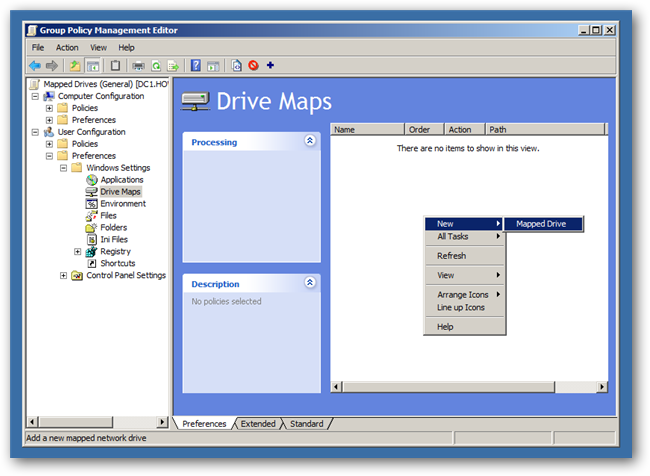 Group Policy Management Editor
File Action View Help
Mapped Drives (General) [DC1.HO
Computer Configuration
Policies
Preferences
User Configuration
Policies
Preferences
Windows Settings
Applications
Drive Maps
Environment
Files
Folders
Ini Files
Registry
Shortcuts
Control Panel Settings
Drive Maps
Processing
Description
No policies selected
Name Order Action Path
There are no items to show in this view.
New
Mapped Drive
All Tasks
Refresh
View
Arrange Icons
Line up Icons
Help
Preferences Extended Standard
Add a new mapped network drive